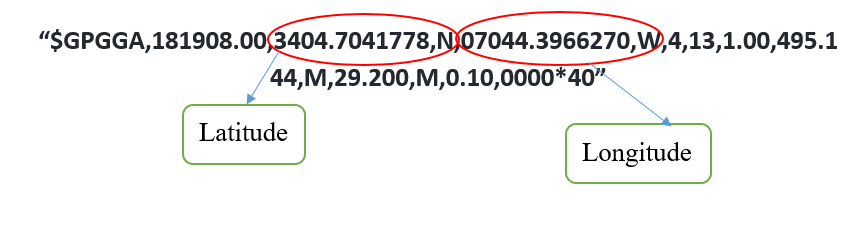 “$GPGGA,181908.00,3404.7041778,N,07044.3966270,W,4,13,1.00,495.1
44,M,29.200,M,0.10,0000*40”
Latitude
Longitude